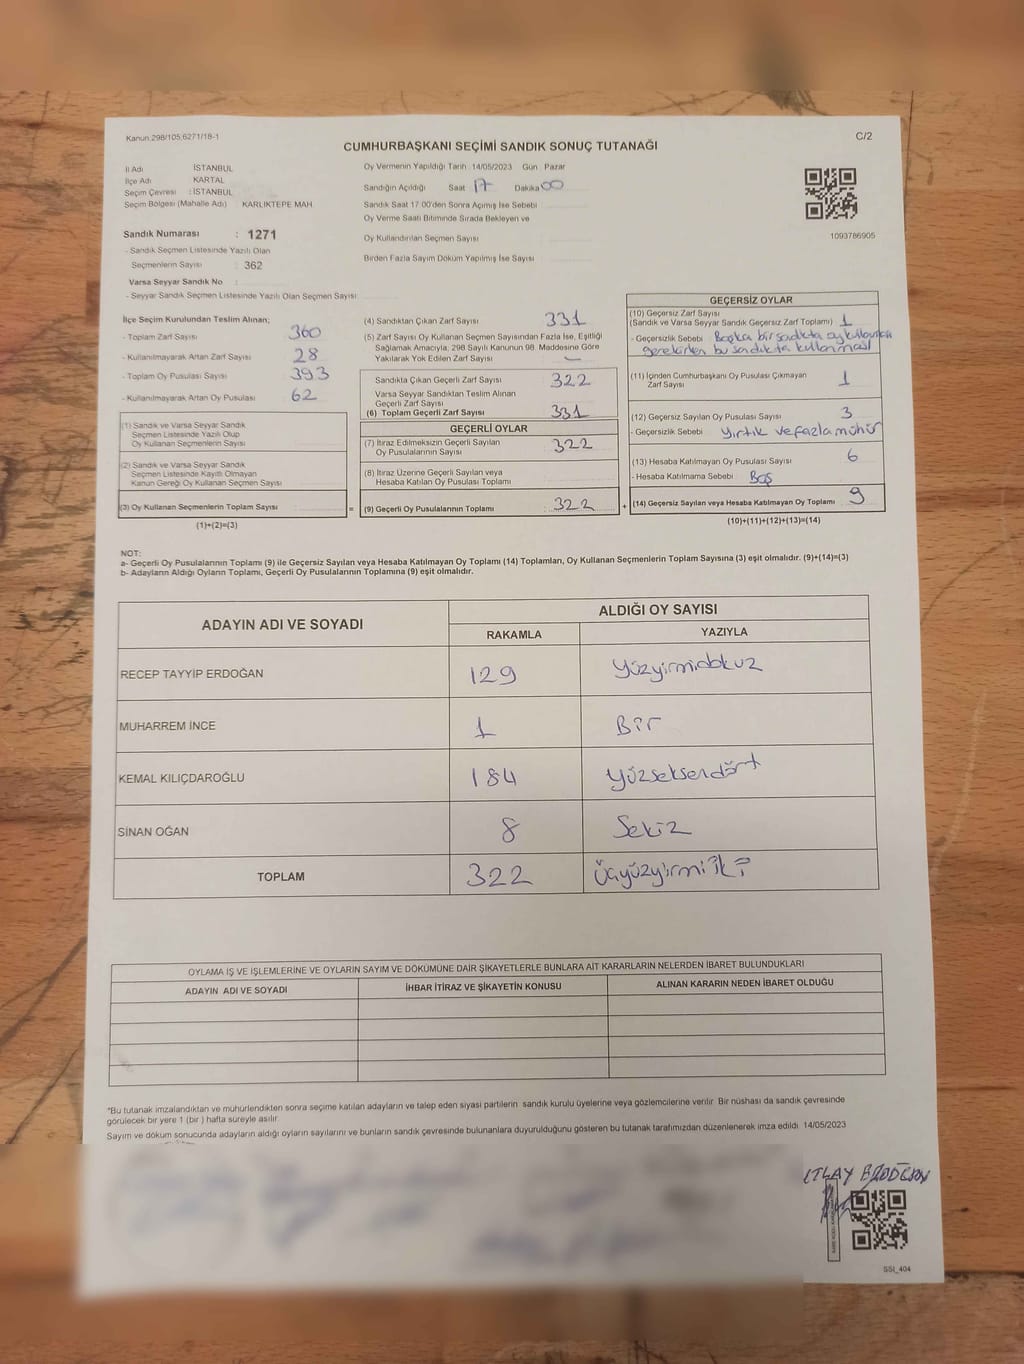 Kanun 298/105,6271/18-1
C/2
CUMHURBAŞKANI SEÇİMİ SANDIK SONUÇ TUTANAĞI
İl Adı İSTANBUL
İlçe Adı KARTAL
Seçim Çevresi : İSTANBUL
Seçim Bölgesi (Mahalle Adı) KARLIKTEPE MAH
Sandık Numarası : 1271
- Sandık Seçmen Listesinde Yazılı Olan
Seçmenlerin Sayısı : 362
Varsa Seyyar Sandık No :
- Seyyar Sandık Seçmen Listesinde Yazılı Olan Seçmen Sayısı
Oy Vermenin Yapıldığı Tarih 14/05/2023 Gün Pazar
Sandığın Açıldığı Saat 17 Dakika 00
Sandık Saat 17 00'den Sonra Açımış İse Sebebi
Oy Verme Saati Bitiminde Sırada Bekleyen ve
Oy Kullandırılan Seçmen Sayısı
Birden Fazla Sayım Döküm Yapılmış İse Sayısı
1093786905
İlçe Seçim Kurulundan Teslim Alınan;
- Toplam Zarf Sayısı 360
- Kullanılmayarak Artan Zarf Sayısı 28
- Toplam Oy Pusulası Sayısı 393
- Kullanılmayarak Artan Oy Pusulası 62
(1) Sandık ve Varsa Seyyar Sandık
Seçmen Listesinde Yazılı Olup
Oy Kullanan Seçmenlerin Sayısı
(2) Sandık ve Varsa Seyyar Sandık
Seçmen Listesinde Kayıtlı Olmayan
Kanun Gereği Oy Kullanan Seçmen Sayısı
(3) Oy Kullanan Seçmenlerin Toplam Sayısı =
(1)+(2)=(3)
(4) Sandıktan Çıkan Zarf Sayısı 331
(5) Zarf Sayısı Oy Kullanan Seçmen Sayısından Fazla İse, Eşitliği
Sağlamak Amacıyla, 298 Sayılı Kanunun 98. Maddesine Göre
Yakılarak Yok Edilen Zarf Sayısı —
Sandıkta Çıkan Geçerli Zarf Sayısı 322
Varsa Seyyar Sandıktan Teslim Alınan
Geçerli Zarf Sayısı
(6) Toplam Geçerli Zarf Sayısı 331
GEÇERLİ OYLAR
(7) İtiraz Edilmeksizin Geçerli Sayılan
Oy Pusulalarının Sayısı 322
(8) İtiraz Üzerine Geçerli Sayılan veya
Hesaba Katılan Oy Pusulası Toplamı
(9) Geçerli Oy Pusulalarının Toplamı 322 +
GEÇERSİZ OYLAR
(10) Geçersiz Zarf Sayısı
(Sandık ve Varsa Seyyar Sandık Geçersiz Zarf Toplamı) 1
- Geçersizlik Sebebi Başka bir sandıkta oy kullanması
gerekirken bu sandıkta kullanması
(11) İçinden Cumhurbaşkanı Oy Pusulası Çıkmayan
Zarf Sayısı 1
(12) Geçersiz Sayılan Oy Pusulası Sayısı 3
- Geçersizlik Sebebi Yırtık ve fazla mühür
(13) Hesaba Katılmayan Oy Pusulası Sayısı 6
- Hesaba Katılmama Sebebi Boş
(14) Geçersiz Sayılan veya Hesaba Katılmayan Oy Toplamı 9
(10)+(11)+(12)+(13)=(14)
NOT:
a- Geçerli Oy Pusulalarının Toplamı (9) ile Geçersiz Sayılan veya Hesaba Katılmayan Oy Toplamı (14) Toplamları, Oy Kullanan Seçmenlerin Toplam Sayısına (3) eşit olmalıdır. (9)+(14)=(3)
b- Adayların Aldığı Oyların Toplamı, Geçerli Oy Pusulalarının Toplamına (9) eşit olmalıdır.
ADAYIN ADI VE SOYADI
ALDIĞI OY SAYISI
RAKAMLA YAZIYLA
RECEP TAYYİP ERDOĞAN 129 Yüzyirmidokuz
MUHARREM İNCE 1 Bir
KEMAL KILIÇDAROĞLU 184 Yüzseksendört
SİNAN OĞAN 8 Sekiz
TOPLAM 322 Üçyüzyirmiiki
OYLAMA İŞ VE İŞLEMLERİNE VE OYLARIN SAYIM VE DÖKÜMÜNE DAİR ŞİKAYETLERLE BUNLARA AİT KARARLARIN NELERDEN İBARET BULUNDUKLARI
ADAYIN ADI VE SOYADI İHBAR İTİRAZ VE ŞİKAYETİN KONUSU ALINAN KARARIN NEDEN İBARET OLDUĞU
*Bu tutanak imzalandıktan ve mühürlendikten sonra seçime katılan adayların ve talep eden siyasi partilerin sandık kurulu üyelerine veya gözlemcilerine verilir. Bir nüshası da sandık çevresinde
görülecek bir yere 1 (bir ) hafta süreyle asılır
Sayım ve döküm sonucunda adayların aldığı oyların sayılarını ve bunların sandık çevresinde bulunanlara duyurulduğunu gösteren bu tutanak tarafımızdan düzenlenerek imza edildi. 14/05/2023
SSI_404